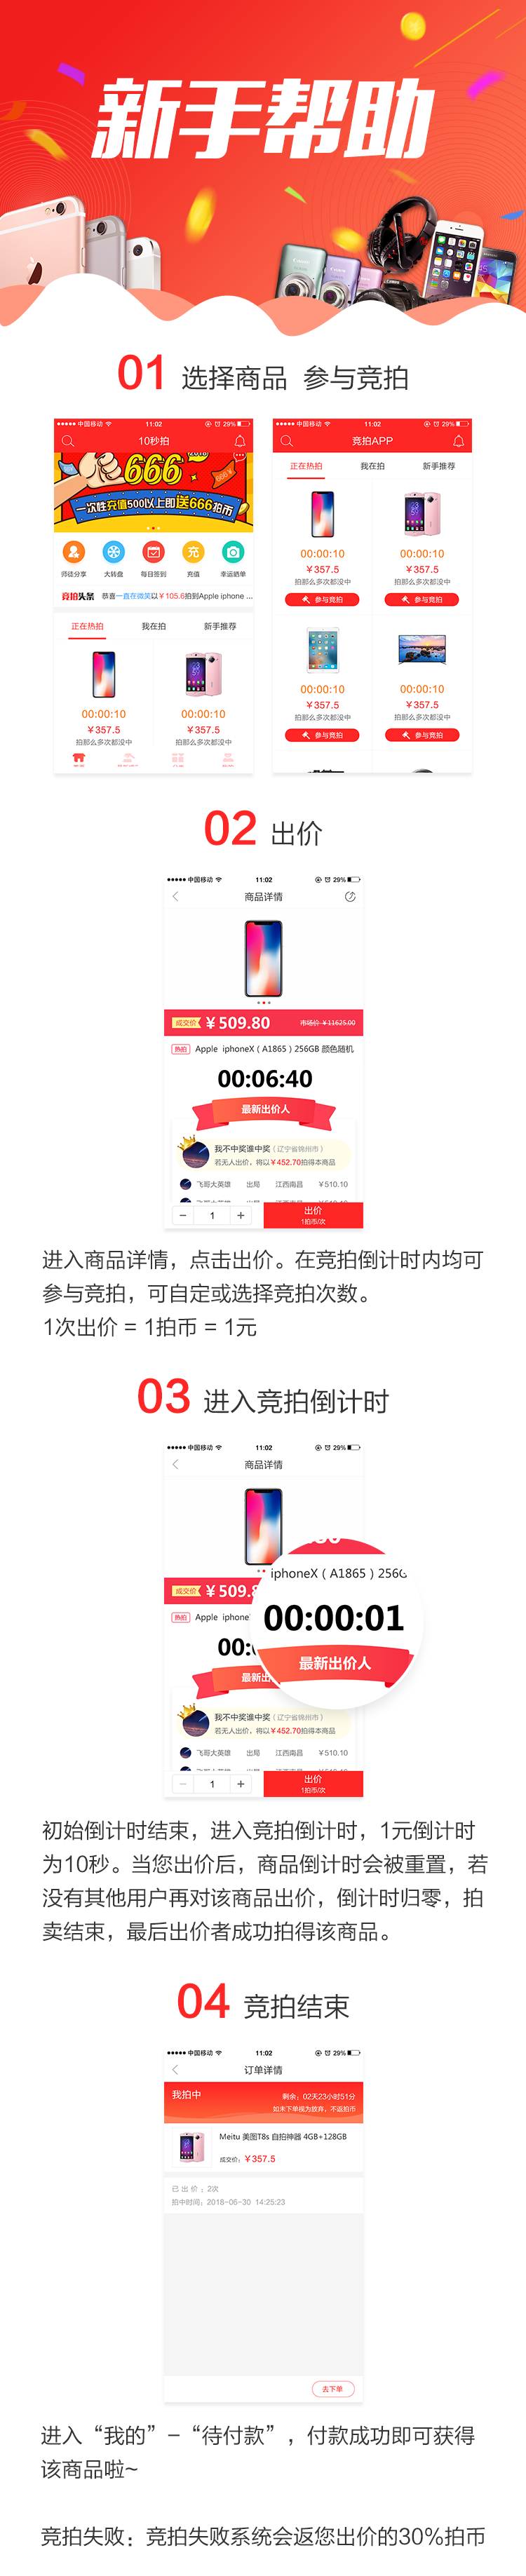 新手帮助
01 选择商品 参与竞拍
中国移动 11:02 29%
10秒拍
666
一次性充值500以上即送666拍币
师徒分享 大转盘 每日签到 充值 幸运晒单
竞拍头条 恭喜一直在微笑以￥105.6拍到Apple iphone ...
正在热拍 我在拍 新手推荐
00:00:10 00:00:10
￥357.5 ￥357.5
拍那么多次都没中 拍那么多次都没中
中国移动 11:02 29%
竞拍APP
正在热拍 我在拍 新手推荐
00:00:10 00:00:10
￥357.5 ￥357.5
拍那么多次都没中 拍那么多次都没中
参与竞拍 参与竞拍
00:00:10 00:00:10
￥357.5 ￥357.5
拍那么多次都没中 拍那么多次都没中
参与竞拍 参与竞拍
02 出价
中国移动 11:02 29%
商品详情
成交价 ￥509.80 市场价 ￥11625.00
热拍 Apple iphoneX（A1865）256GB 颜色随机
00:06:40
最新出价人
我不中奖谁中奖（辽宁省锦州市）
若无人出价，将以￥452.70拍得本商品
飞哥大英雄 出局 江西南昌 ￥510.10
− 1 + 出价
1拍币/次
进入商品详情，点击出价。在竞拍倒计时内均可
参与竞拍，可自定或选择竞拍次数。
1次出价 = 1拍币 = 1元
03 进入竞拍倒计时
中国移动 11:02 29%
商品详情
成交价 ￥509.8
热拍 Apple iphone
iphoneX（A1865）256G
00:00:01
最新出价人
我不中奖谁中奖（辽宁省锦州市）
若无人出价，将以￥452.70拍得本商品
飞哥大英雄 出局 江西南昌 ￥510.10
− 1 + 出价
1拍币/次
初始倒计时结束，进入竞拍倒计时，1元倒计时
为10秒。当您出价后，商品倒计时会被重置，若
没有其他用户再对该商品出价，倒计时归零，拍
卖结束，最后出价者成功拍得该商品。
04 竞拍结束
中国移动 11:02 29%
订单详情
我拍中 剩余：02天23小时51分
如未下单视为放弃，不返拍币
Meitu 美图T8s 自拍神器 4GB+128GB
成交价：￥357.5
已出价：2次
拍中时间：2018-06-30 14:25:23
去下单
进入“我的”－“待付款”，付款成功即可获得
该商品啦~
竞拍失败：竞拍失败系统会返您出价的30%拍币